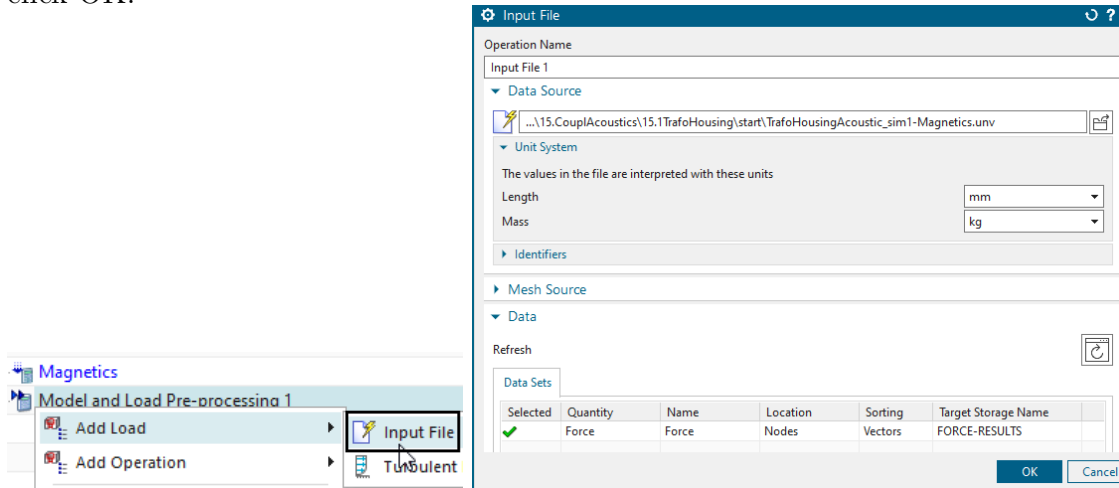 click OK.
Magnetics
Model and Load Pre-processing 1
Add Load
Input File
Add Operation
Turbulent
Input File
Operation Name
Input File 1
Data Source
...\15.CouplAcoustics\15.1TrafoHousing\start\TrafoHousingAcoustic_sim1-Magnetics.unv
Unit System
The values in the file are interpreted with these units
Length mm
Mass kg
Identifiers
Mesh Source
Data
Refresh
Data Sets
Selected Quantity Name Location Sorting Target Storage Name
Force Force Nodes Vectors FORCE-RESULTS
OK Cancel